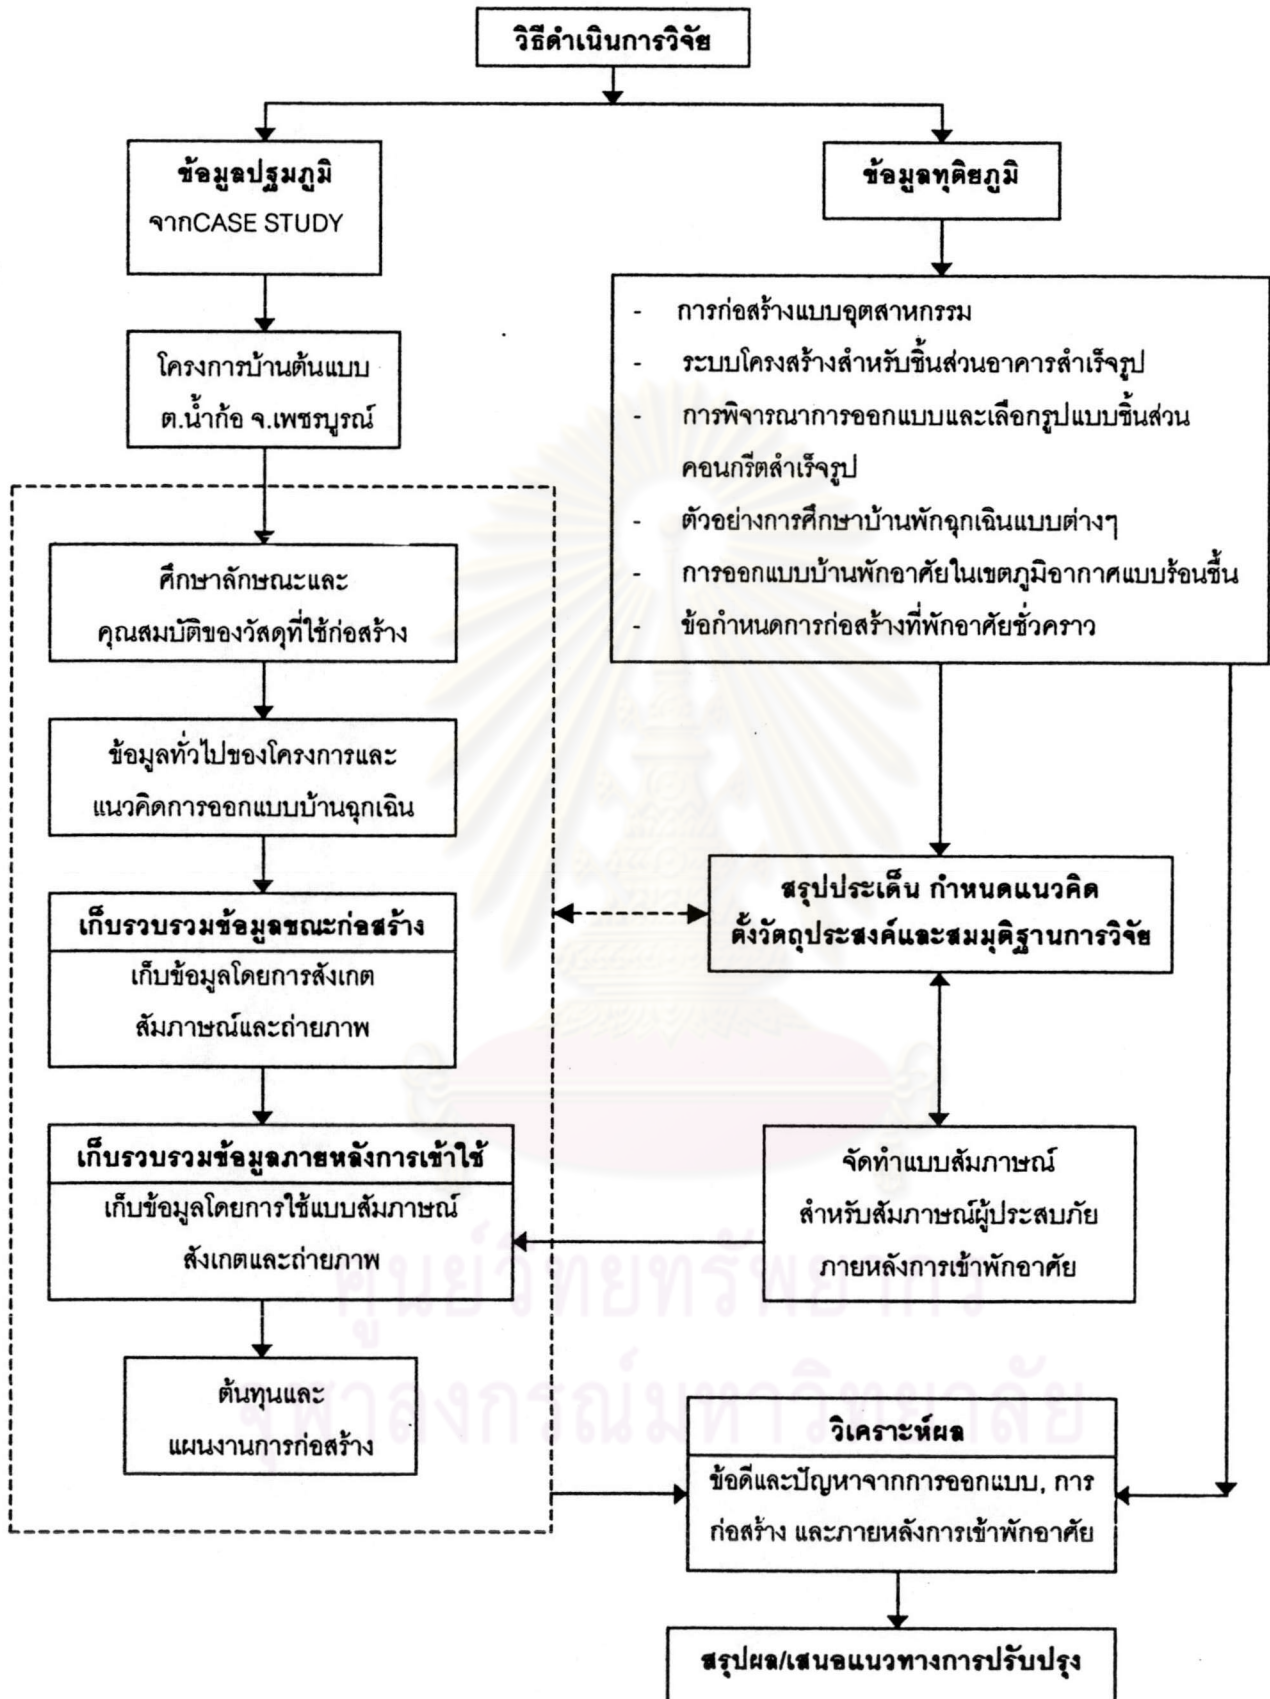 วิธีดำเนินการวิจัย
ข้อมูลปฐมภูมิ
จากCASE STUDY
ข้อมูลทุติยภูมิ
โครงการบ้านต้นแบบ
ต.น้ำก้อ จ.เพชรบูรณ์
- การก่อสร้างแบบอุตสาหกรรม
- ระบบโครงสร้างสำหรับชิ้นส่วนอาคารสำเร็จรูป
- การพิจารณาการออกแบบและเลือกรูปแบบชิ้นส่วน
คอนกรีตสำเร็จรูป
- ตัวอย่างการศึกษาบ้านพักฉุกเฉินแบบต่างๆ
- การออกแบบบ้านพักอาศัยในเขตภูมิอากาศแบบร้อนชื้น
- ข้อกำหนดการก่อสร้างที่พักอาศัยชั่วคราว
ศึกษาลักษณะและ
คุณสมบัติของวัสดุที่ใช้ก่อสร้าง
ข้อมูลทั่วไปของโครงการและ
แนวคิดการออกแบบบ้านฉุกเฉิน
เก็บรวบรวมข้อมูลขณะก่อสร้าง
เก็บข้อมูลโดยการสังเกต
สัมภาษณ์และถ่ายภาพ
สรุปประเด็น กำหนดแนวคิด
ตั้งวัตถุประสงค์และสมมุติฐานการวิจัย
เก็บรวบรวมข้อมูลภายหลังการเข้าใช้
เก็บข้อมูลโดยการใช้แบบสัมภาษณ์
สังเกตและถ่ายภาพ
จัดทำแบบสัมภาษณ์
สำหรับสัมภาษณ์ผู้ประสบภัย
ภายหลังการเข้าพักอาศัย
ต้นทุนและ
แผนงานการก่อสร้าง
วิเคราะห์ผล
ข้อดีและปัญหาจากการออกแบบ, การ
ก่อสร้าง และภายหลังการเข้าพักอาศัย
สรุปผล/เสนอแนวทางการปรับปรุง
ศูนย์วิทยทรัพยากร
จุฬาลงกรณ์มหาวิทยาลัย